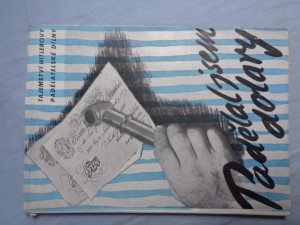 TAJEMSTVÍ HITLEROVY
PADĚLATELSKÉ DÍLNY
Padělal jsem
dolary